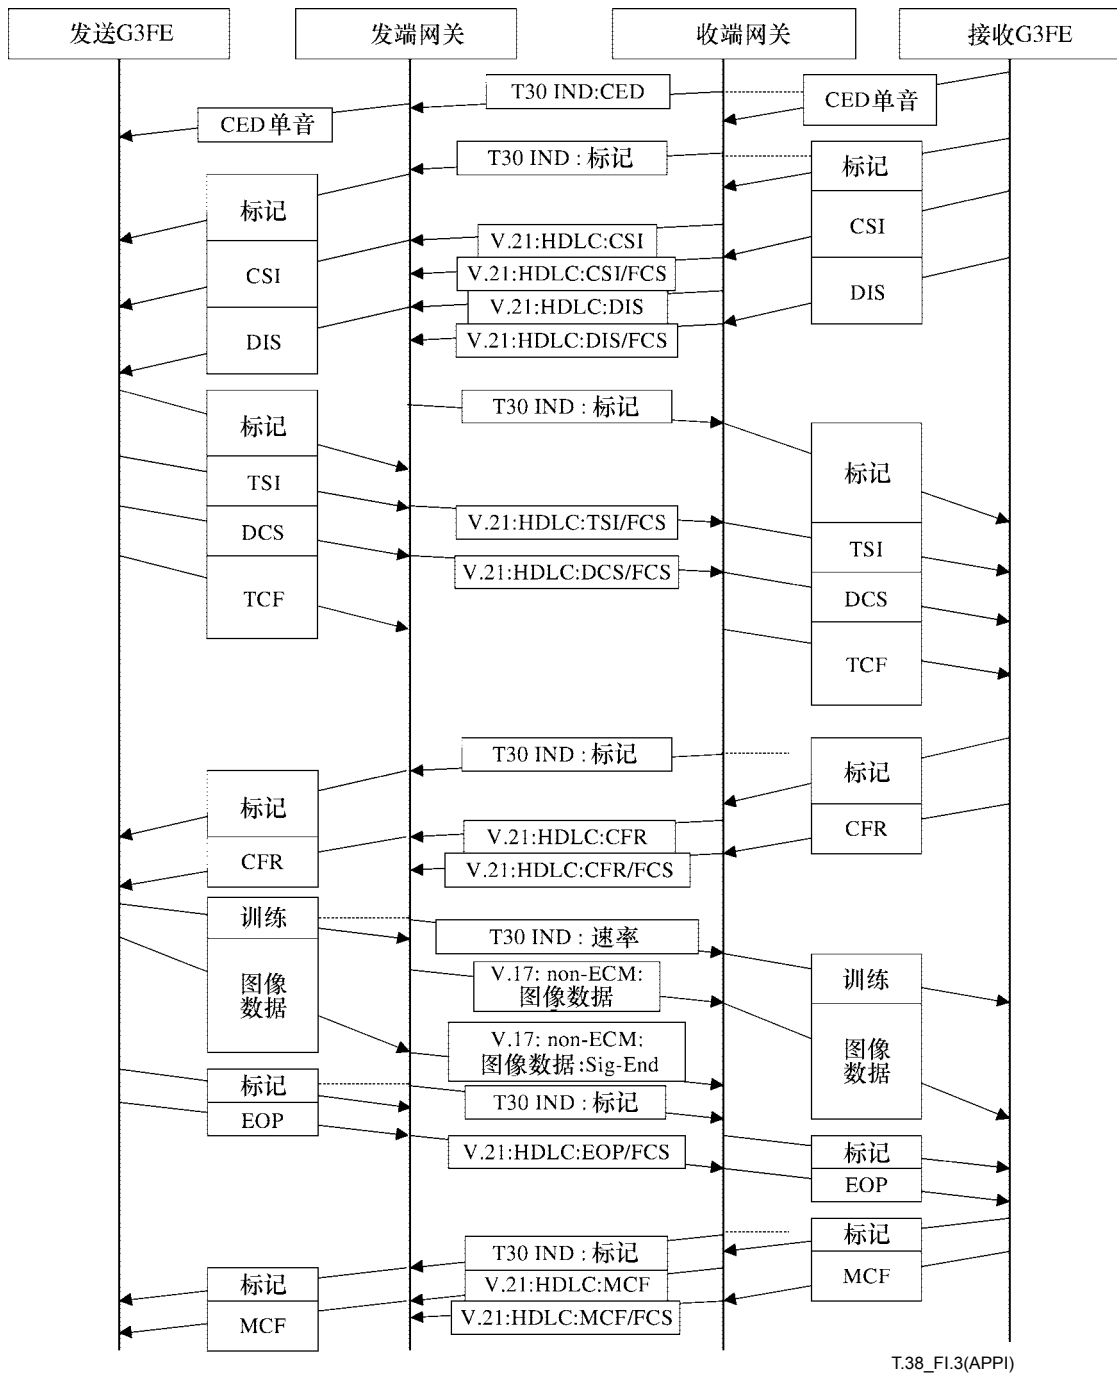 发送G3FE 发端网关 收端网关 接收G3FE
T30 IND:CED
CED单音
CED单音
T30 IND : 标记
标记
标记
CSI
V.21:HDLC:CSI
CSI
V.21:HDLC:CSI/FCS
DIS
V.21:HDLC:DIS
DIS
V.21:HDLC:DIS/FCS
标记
T30 IND : 标记
标记
TSI
V.21:HDLC:TSI/FCS
DCS
TSI
V.21:HDLC:DCS/FCS
TCF
DCS
TCF
T30 IND : 标记
标记
标记
V.21:HDLC:CFR
CFR
CFR
V.21:HDLC:CFR/FCS
训练
T30 IND : 速率
图像
数据
V.17: non-ECM:
图像数据
训练
V.17: non-ECM:
图像数据:Sig-End
图像
数据
标记
T30 IND : 标记
EOP
V.21:HDLC:EOP/FCS
标记
EOP
标记
T30 IND : 标记
MCF
标记
V.21:HDLC:MCF
MCF
V.21:HDLC:MCF/FCS
T.38_FI.3(APPI)